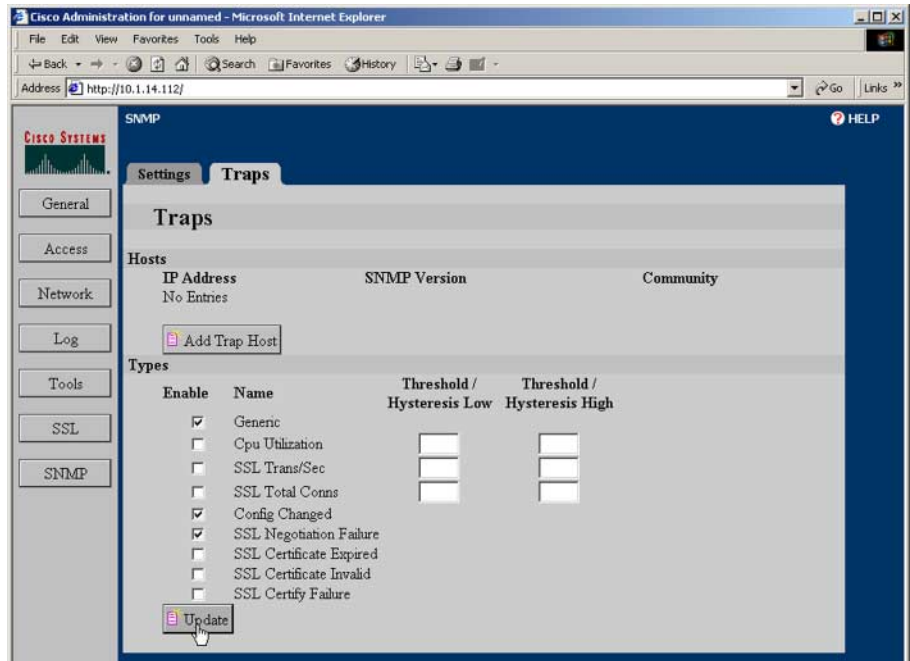 Cisco Administration for unnamed - Microsoft Internet Explorer
File Edit View Favorites Tools Help
Back Search Favorites History
Address http://10.1.14.112/ Go Links »
CISCO SYSTEMS
SNMP HELP
Settings Traps
General
Access
Network
Log
Tools
SSL
SNMP
Traps
Hosts
IP Address SNMP Version Community
No Entries
Add Trap Host
Types
Enable Name Threshold / Hysteresis Low Threshold / Hysteresis High
Generic
Cpu Utilization
SSL Trans/Sec
SSL Total Conns
Config Changed
SSL Negotiation Failure
SSL Certificate Expired
SSL Certificate Invalid
SSL Certify Failure
Update